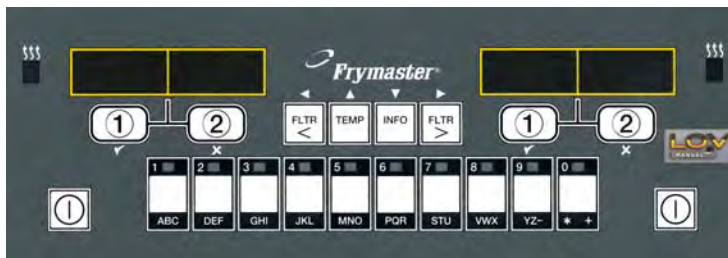 Frymaster®
1 2 FLTR < TEMP INFO FLTR > 1 2
LOV
MANUAL
1 2 3 4 5 6 7 8 9 0
ABC DEF GHI JKL MNO PQR STU VWX YZ~ * +